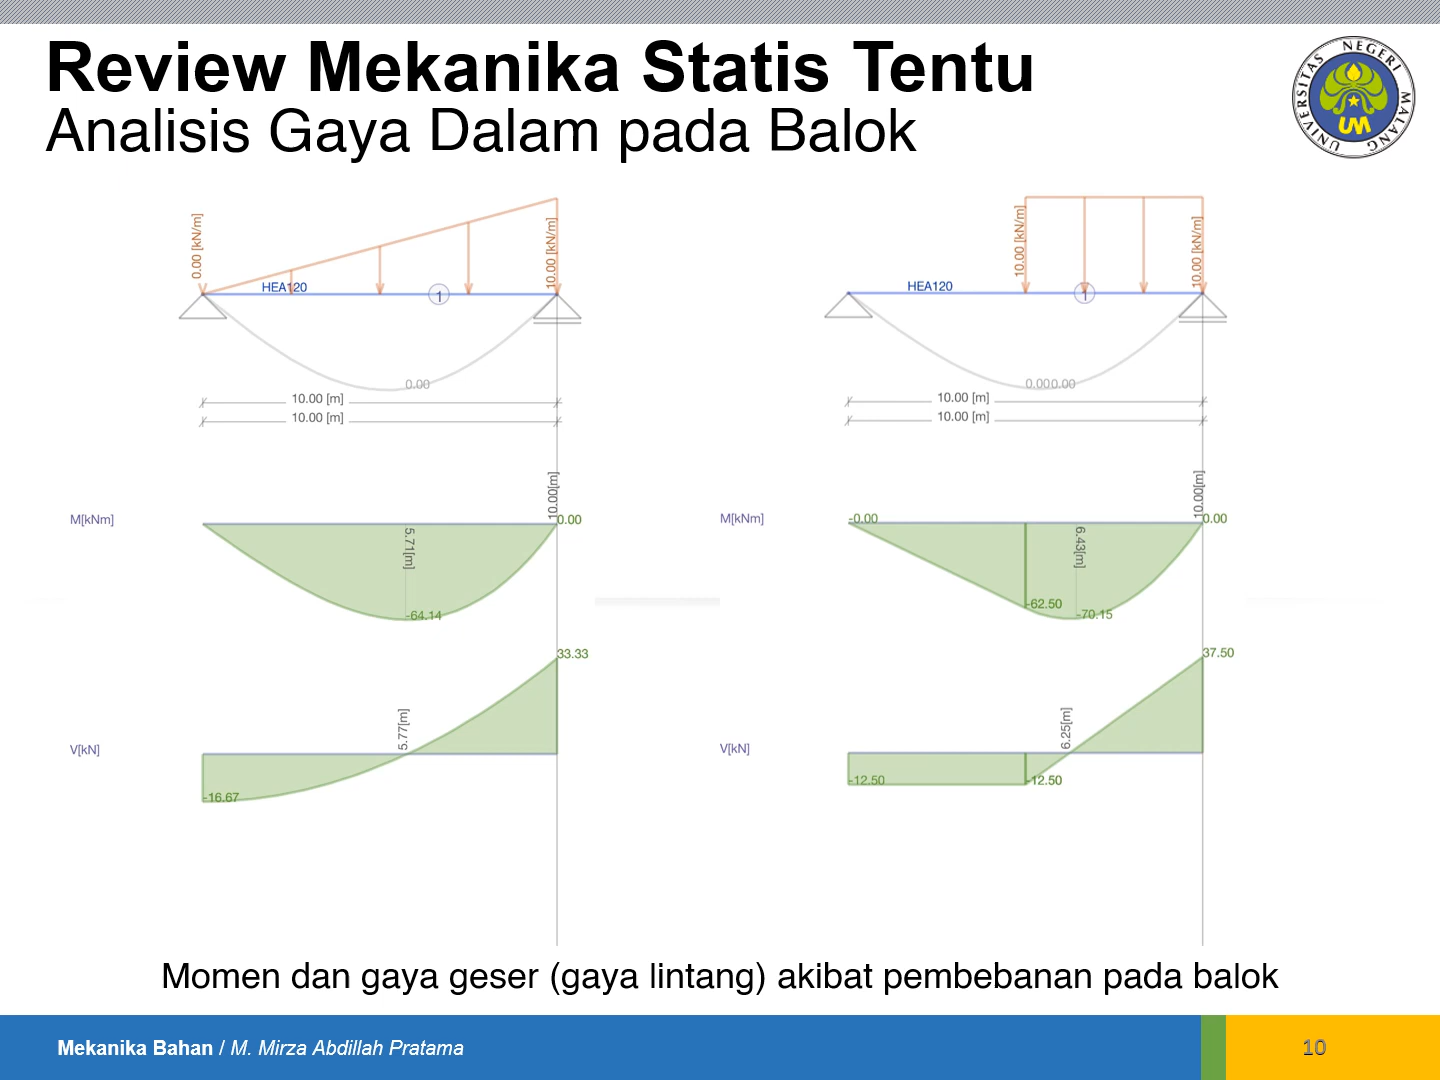 Review Mekanika Statis Tentu
Analisis Gaya Dalam pada Balok
UNIVERSITAS NEGERI MALANG
UM
0.00 [kN/m]
10.00 [kN/m]
HEA120
1
0.00
10.00 [m]
10.00 [m]
10.00[m]
M[kNm]
0.00
5.71[m]
-64.14
33.33
5.77[m]
V[kN]
-16.67
10.00 [kN/m]
10.00 [kN/m]
HEA120
1
0.000.00
10.00 [m]
10.00 [m]
10.00[m]
M[kNm]
-0.00
0.00
6.43[m]
-62.50
-70.15
37.50
6.25[m]
V[kN]
-12.50
-12.50
Momen dan gaya geser (gaya lintang) akibat pembebanan pada balok
Mekanika Bahan / M. Mirza Abdillah Pratama
10